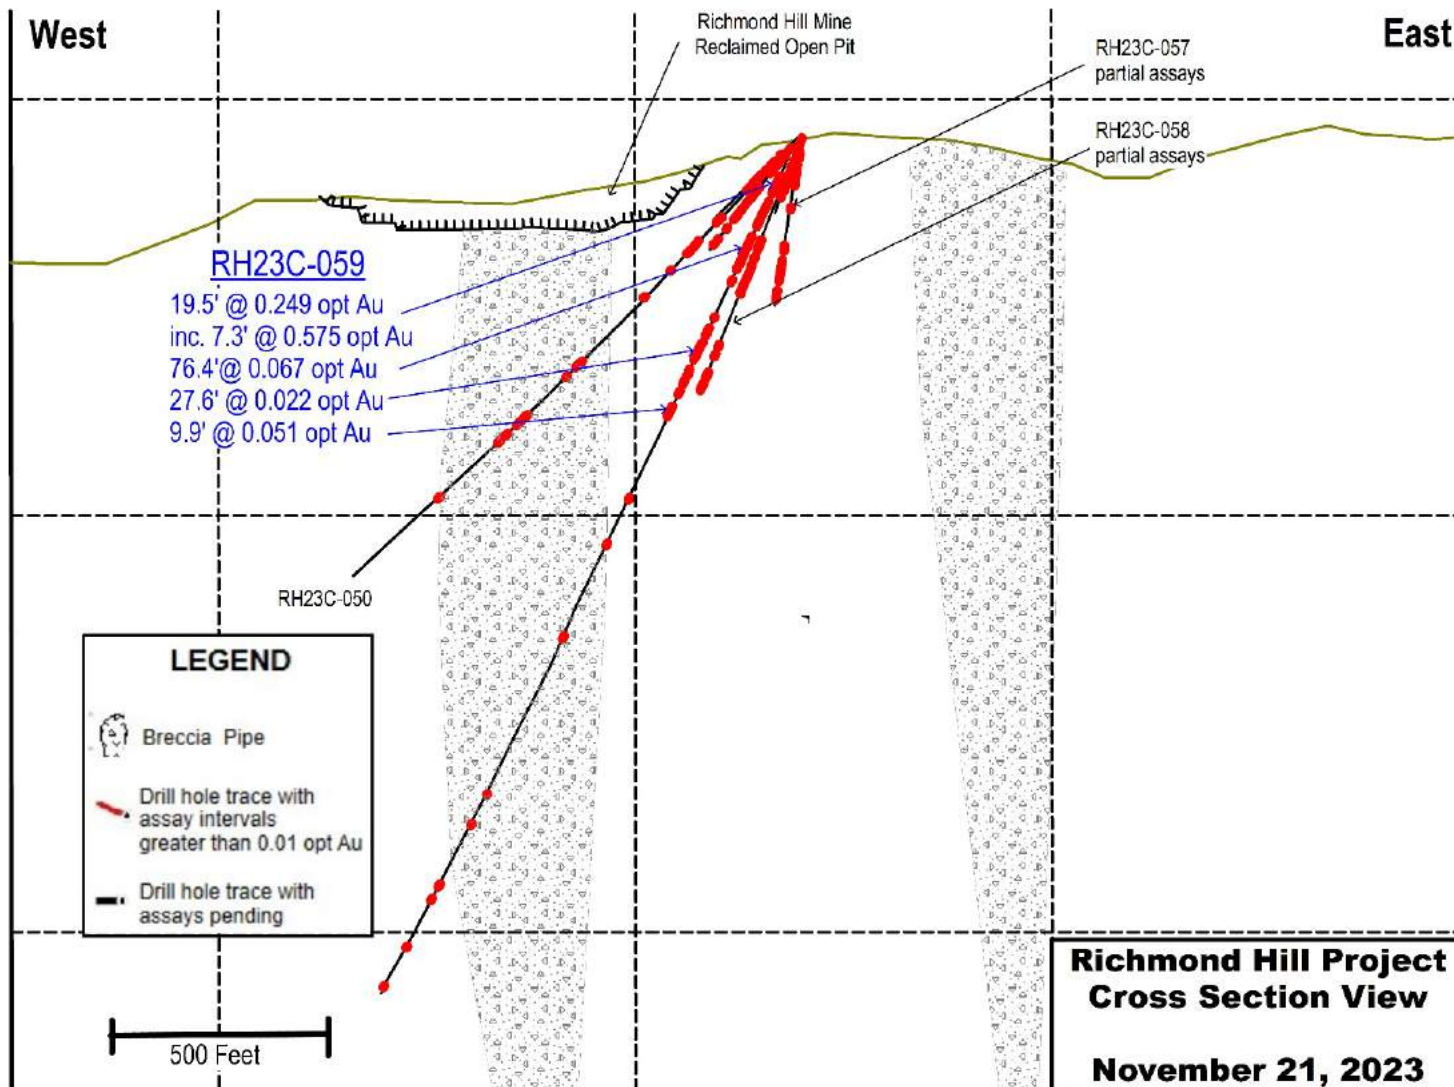 West
Richmond Hill Mine
Reclaimed Open Pit
East
RH23C-057
partial assays
RH23C-058
partial assays
RH23C-059
19.5' @ 0.249 opt Au
inc. 7.3' @ 0.575 opt Au
76.4'@ 0.067 opt Au
27.6' @ 0.022 opt Au
9.9' @ 0.051 opt Au
RH23C-050
LEGEND
Breccia Pipe
Drill hole trace with
assay intervals
greater than 0.01 opt Au
Drill hole trace with
assays pending
500 Feet
Richmond Hill Project
Cross Section View
November 21, 2023